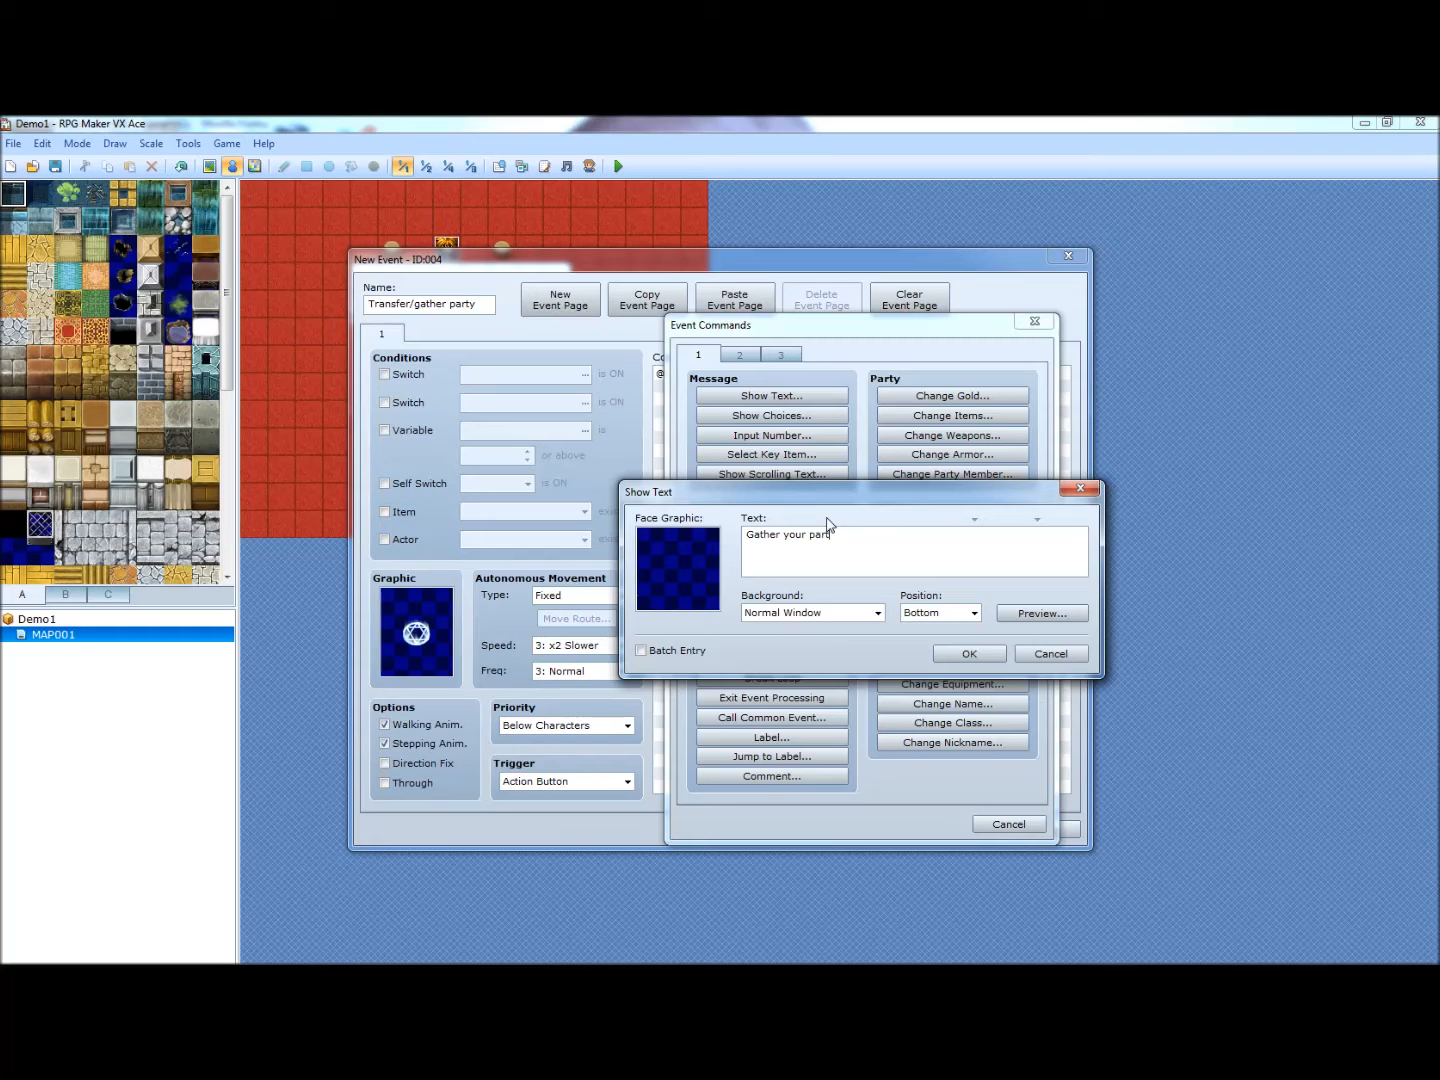 Demo1 - RPG Maker VX Ace
File Edit Mode Draw Scale Tools Game Help
New Event - ID:004
Name:
Transfer/gather party
New Event Page
Copy Event Page
Paste Event Page
Delete Event Page
Clear Event Page
1
Conditions
Switch ... is ON
Switch ... is ON
Variable ... is
or above
Self Switch is ON
Item
Actor
Graphic
Autonomous Movement
Type: Fixed
Move Route...
Speed: 3: x2 Slower
Freq: 3: Normal
Options
Walking Anim.
Stepping Anim.
Direction Fix
Through
Priority
Below Characters
Trigger
Action Button
Event Commands
1 2 3
Message
Show Text...
Show Choices...
Input Number...
Select Key Item...
Show Scrolling Text...
Party
Change Gold...
Change Items...
Change Weapons...
Change Armor...
Change Party Member...
Show Text
Face Graphic:
Text:
Gather your part
Background:
Normal Window
Position:
Bottom
Preview...
Batch Entry
OK
Cancel
Exit Event Processing
Call Common Event...
Label...
Jump to Label...
Comment...
Change Equipment...
Change Name...
Change Class...
Change Nickname...
Cancel
A B C
Demo1
MAP001